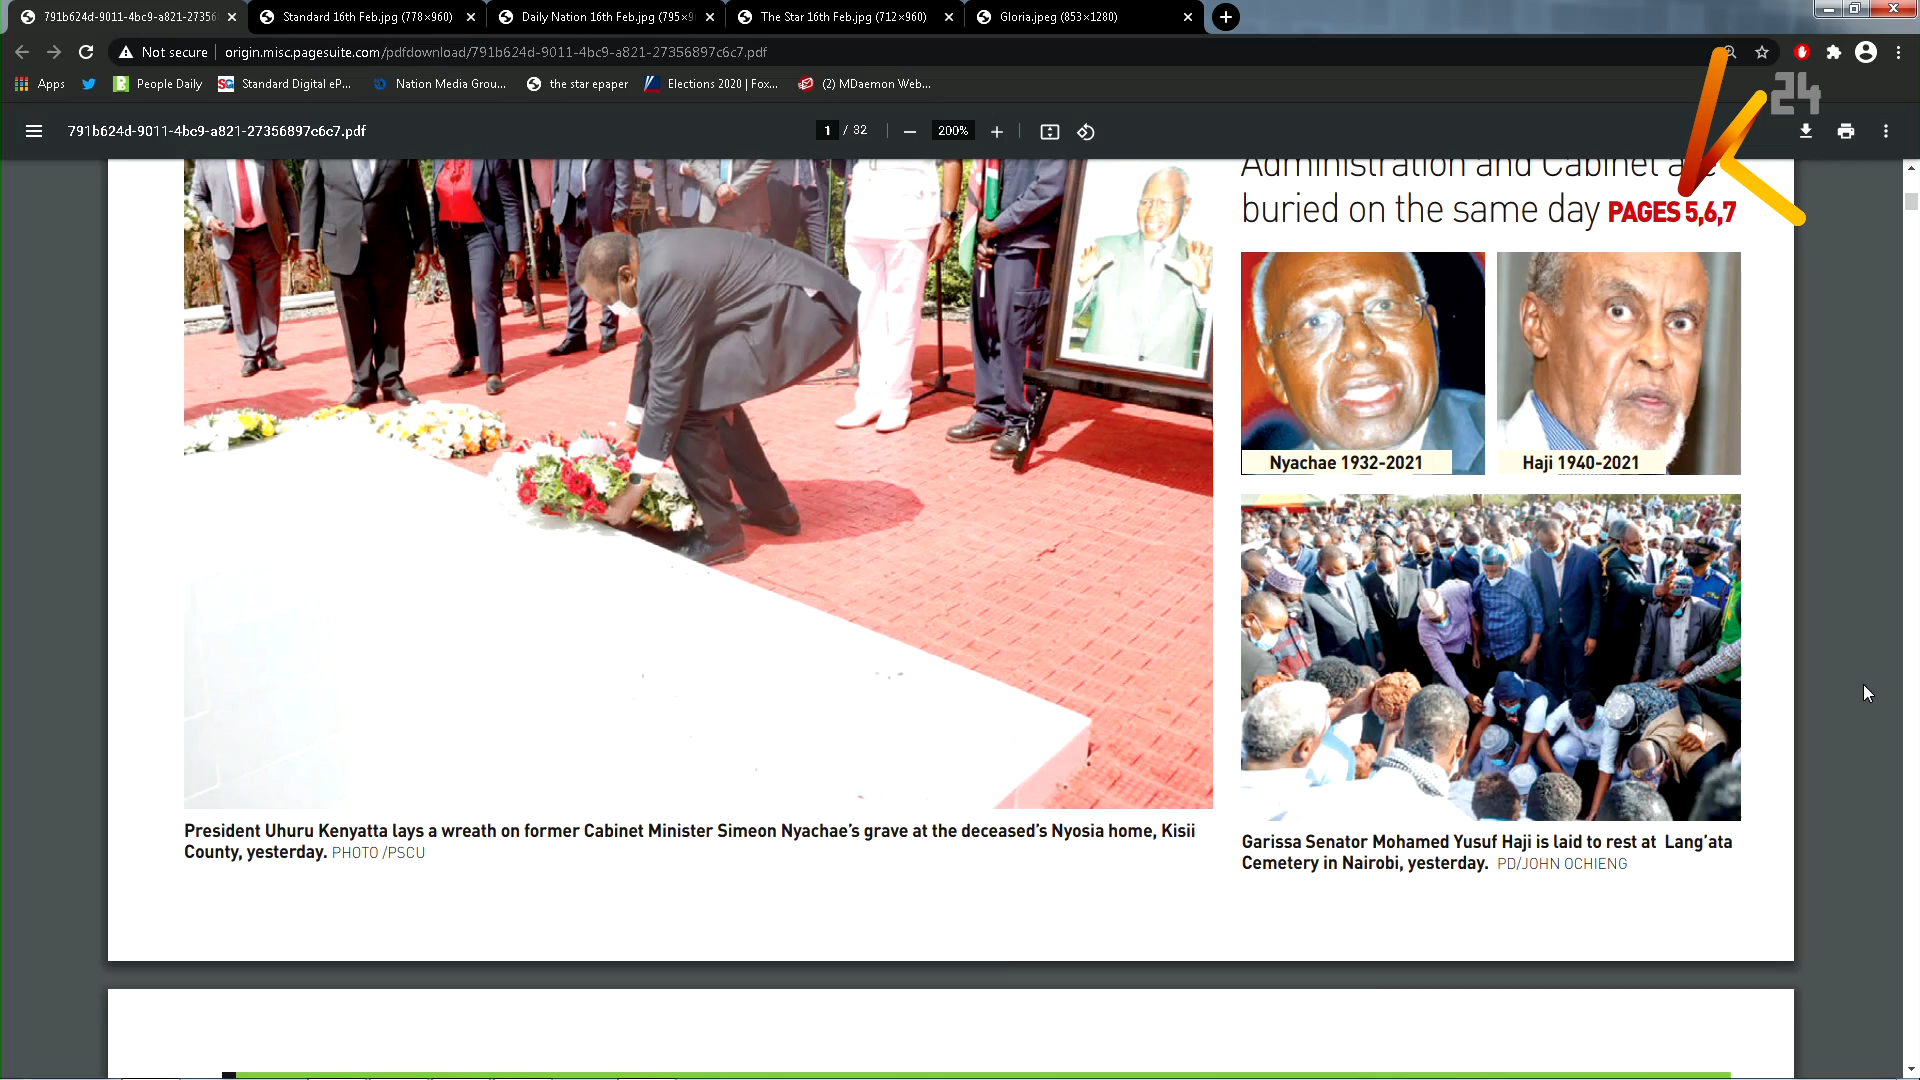 791b624d-9011-4bc9-a821-27356
Standard 16th Feb.jpg (778×960)
Daily Nation 16th Feb.jpg (795×9
The Star 16th Feb.jpg (712×960)
Gloria.jpeg (853×1280)
Not secure
origin.misc.pagesuite.com/pdfdownload/791b624d-9011-4bc9-a821-27356897c6c7.pdf
Apps
People Daily
Standard Digital eP...
Nation Media Grou...
the star epaper
Elections 2020 | Fox...
(2) MDaemon Web...
24
791b624d-9011-4bc9-a821-27356897c6c7.pdf
1 / 32
200%
Administration and Cabinet are
buried on the same day PAGES 5,6,7
Nyachae 1932-2021
Haji 1940-2021
President Uhuru Kenyatta lays a wreath on former Cabinet Minister Simeon Nyachae's grave at the deceased's Nyosia home, Kisii
County, yesterday. PHOTO /PSCU
Garissa Senator Mohamed Yusuf Haji is laid to rest at Lang'ata
Cemetery in Nairobi, yesterday. PD/JOHN OCHIENG